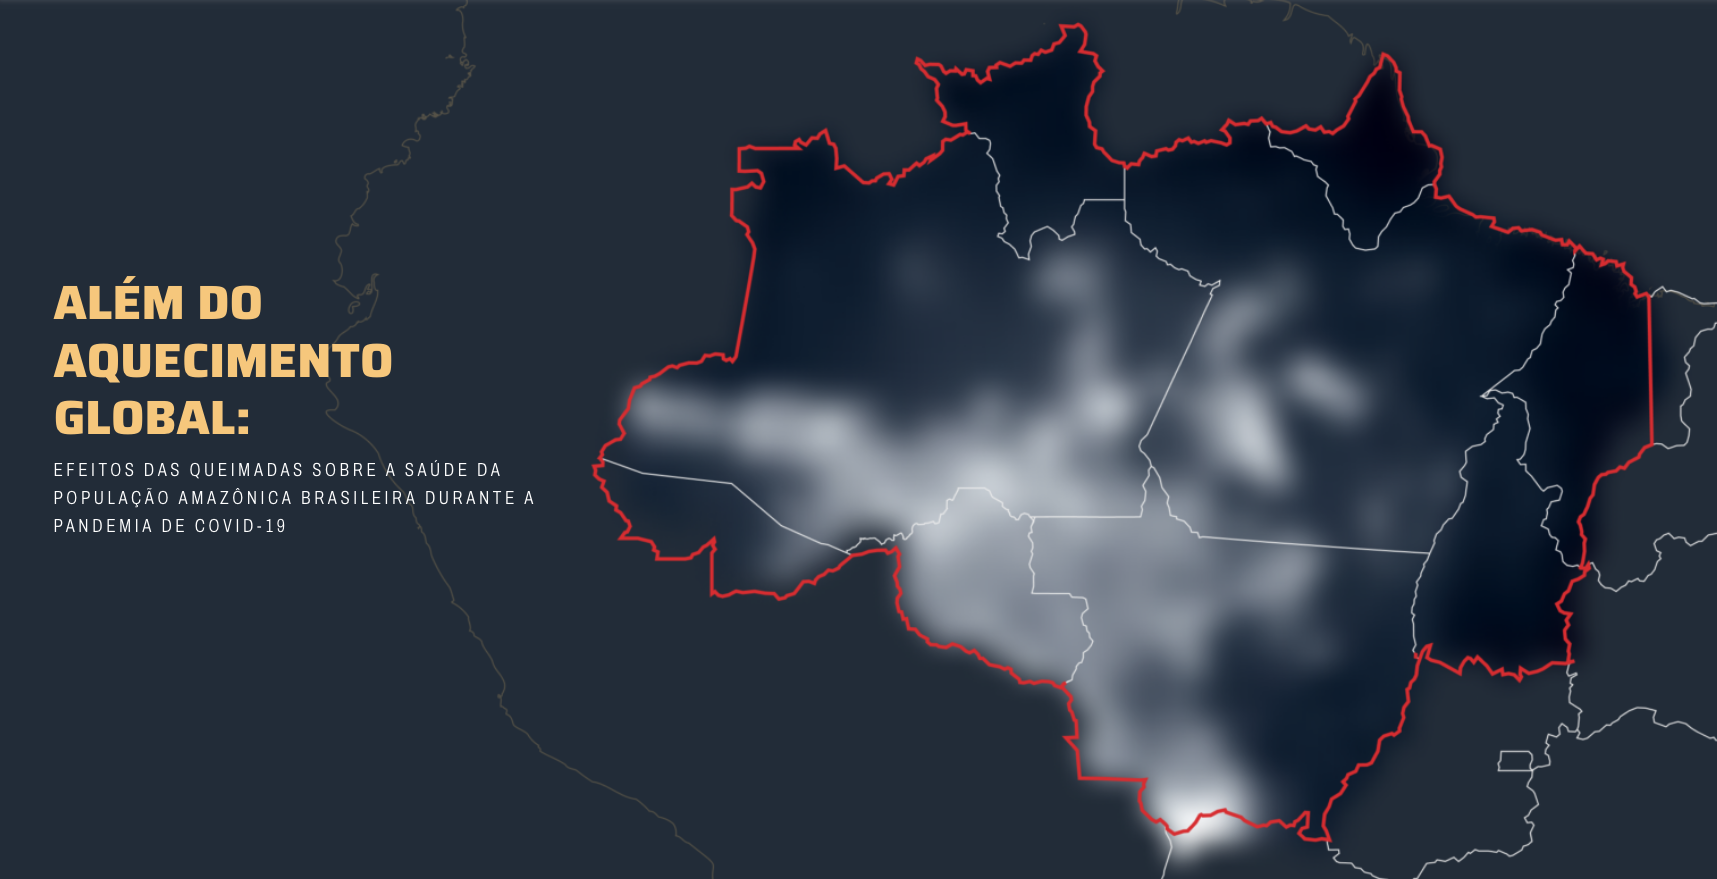 ALÉM DO
AQUECIMENTO
GLOBAL:
EFEITOS DAS QUEIMADAS SOBRE A SAÚDE DA
POPULAÇÃO AMAZÔNICA BRASILEIRA DURANTE A
PANDEMIA DE COVID-19